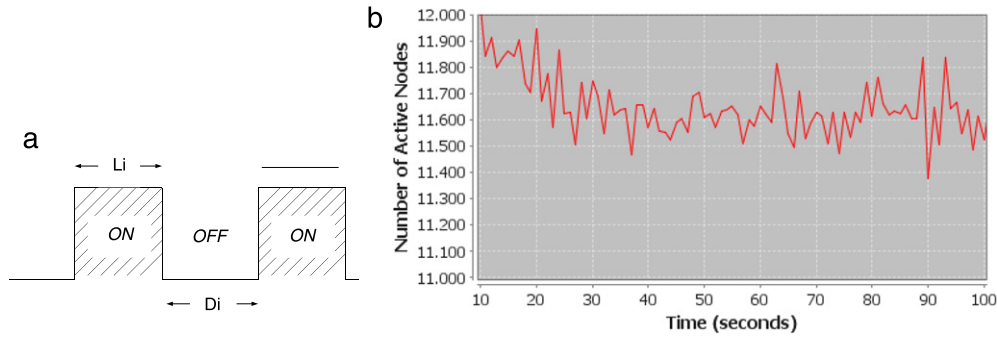 a
Li
ON
OFF
ON
Di
b
Number of Active Nodes
12.000
11.900
11.800
11.700
11.600
11.500
11.400
11.300
11.200
11.100
11.000
10 20 30 40 50 60 70 80 90 100
Time (seconds)